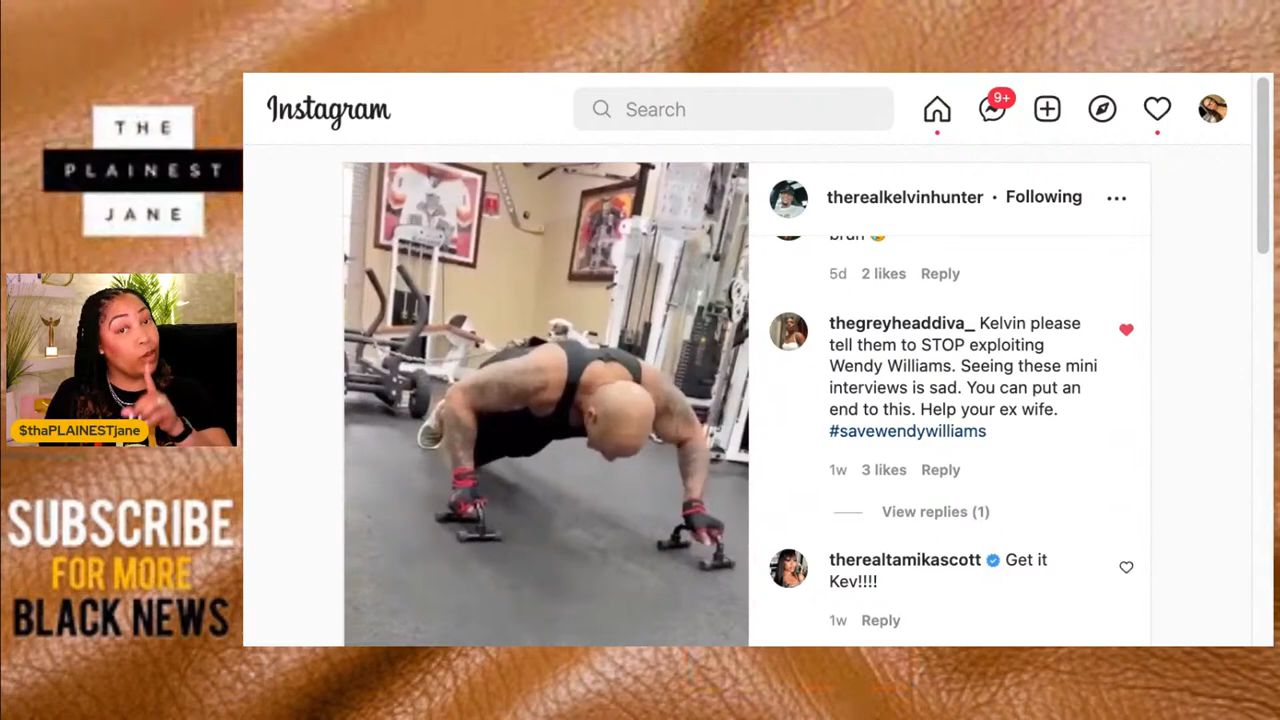 THE
PLAINEST
JANE
$thaPLAINESTjane
SUBSCRIBE
FOR MORE
BLACK NEWS
Instagram
Search
9+
therealkelvinhunter • Following
bruh
5d 2 likes Reply
thegreyheaddiva_ Kelvin please
tell them to STOP exploiting
Wendy Williams. Seeing these mini
interviews is sad. You can put an
end to this. Help your ex wife.
#savewendywilliams
1w 3 likes Reply
View replies (1)
therealtamikascott Get it
Kev!!!!
1w Reply